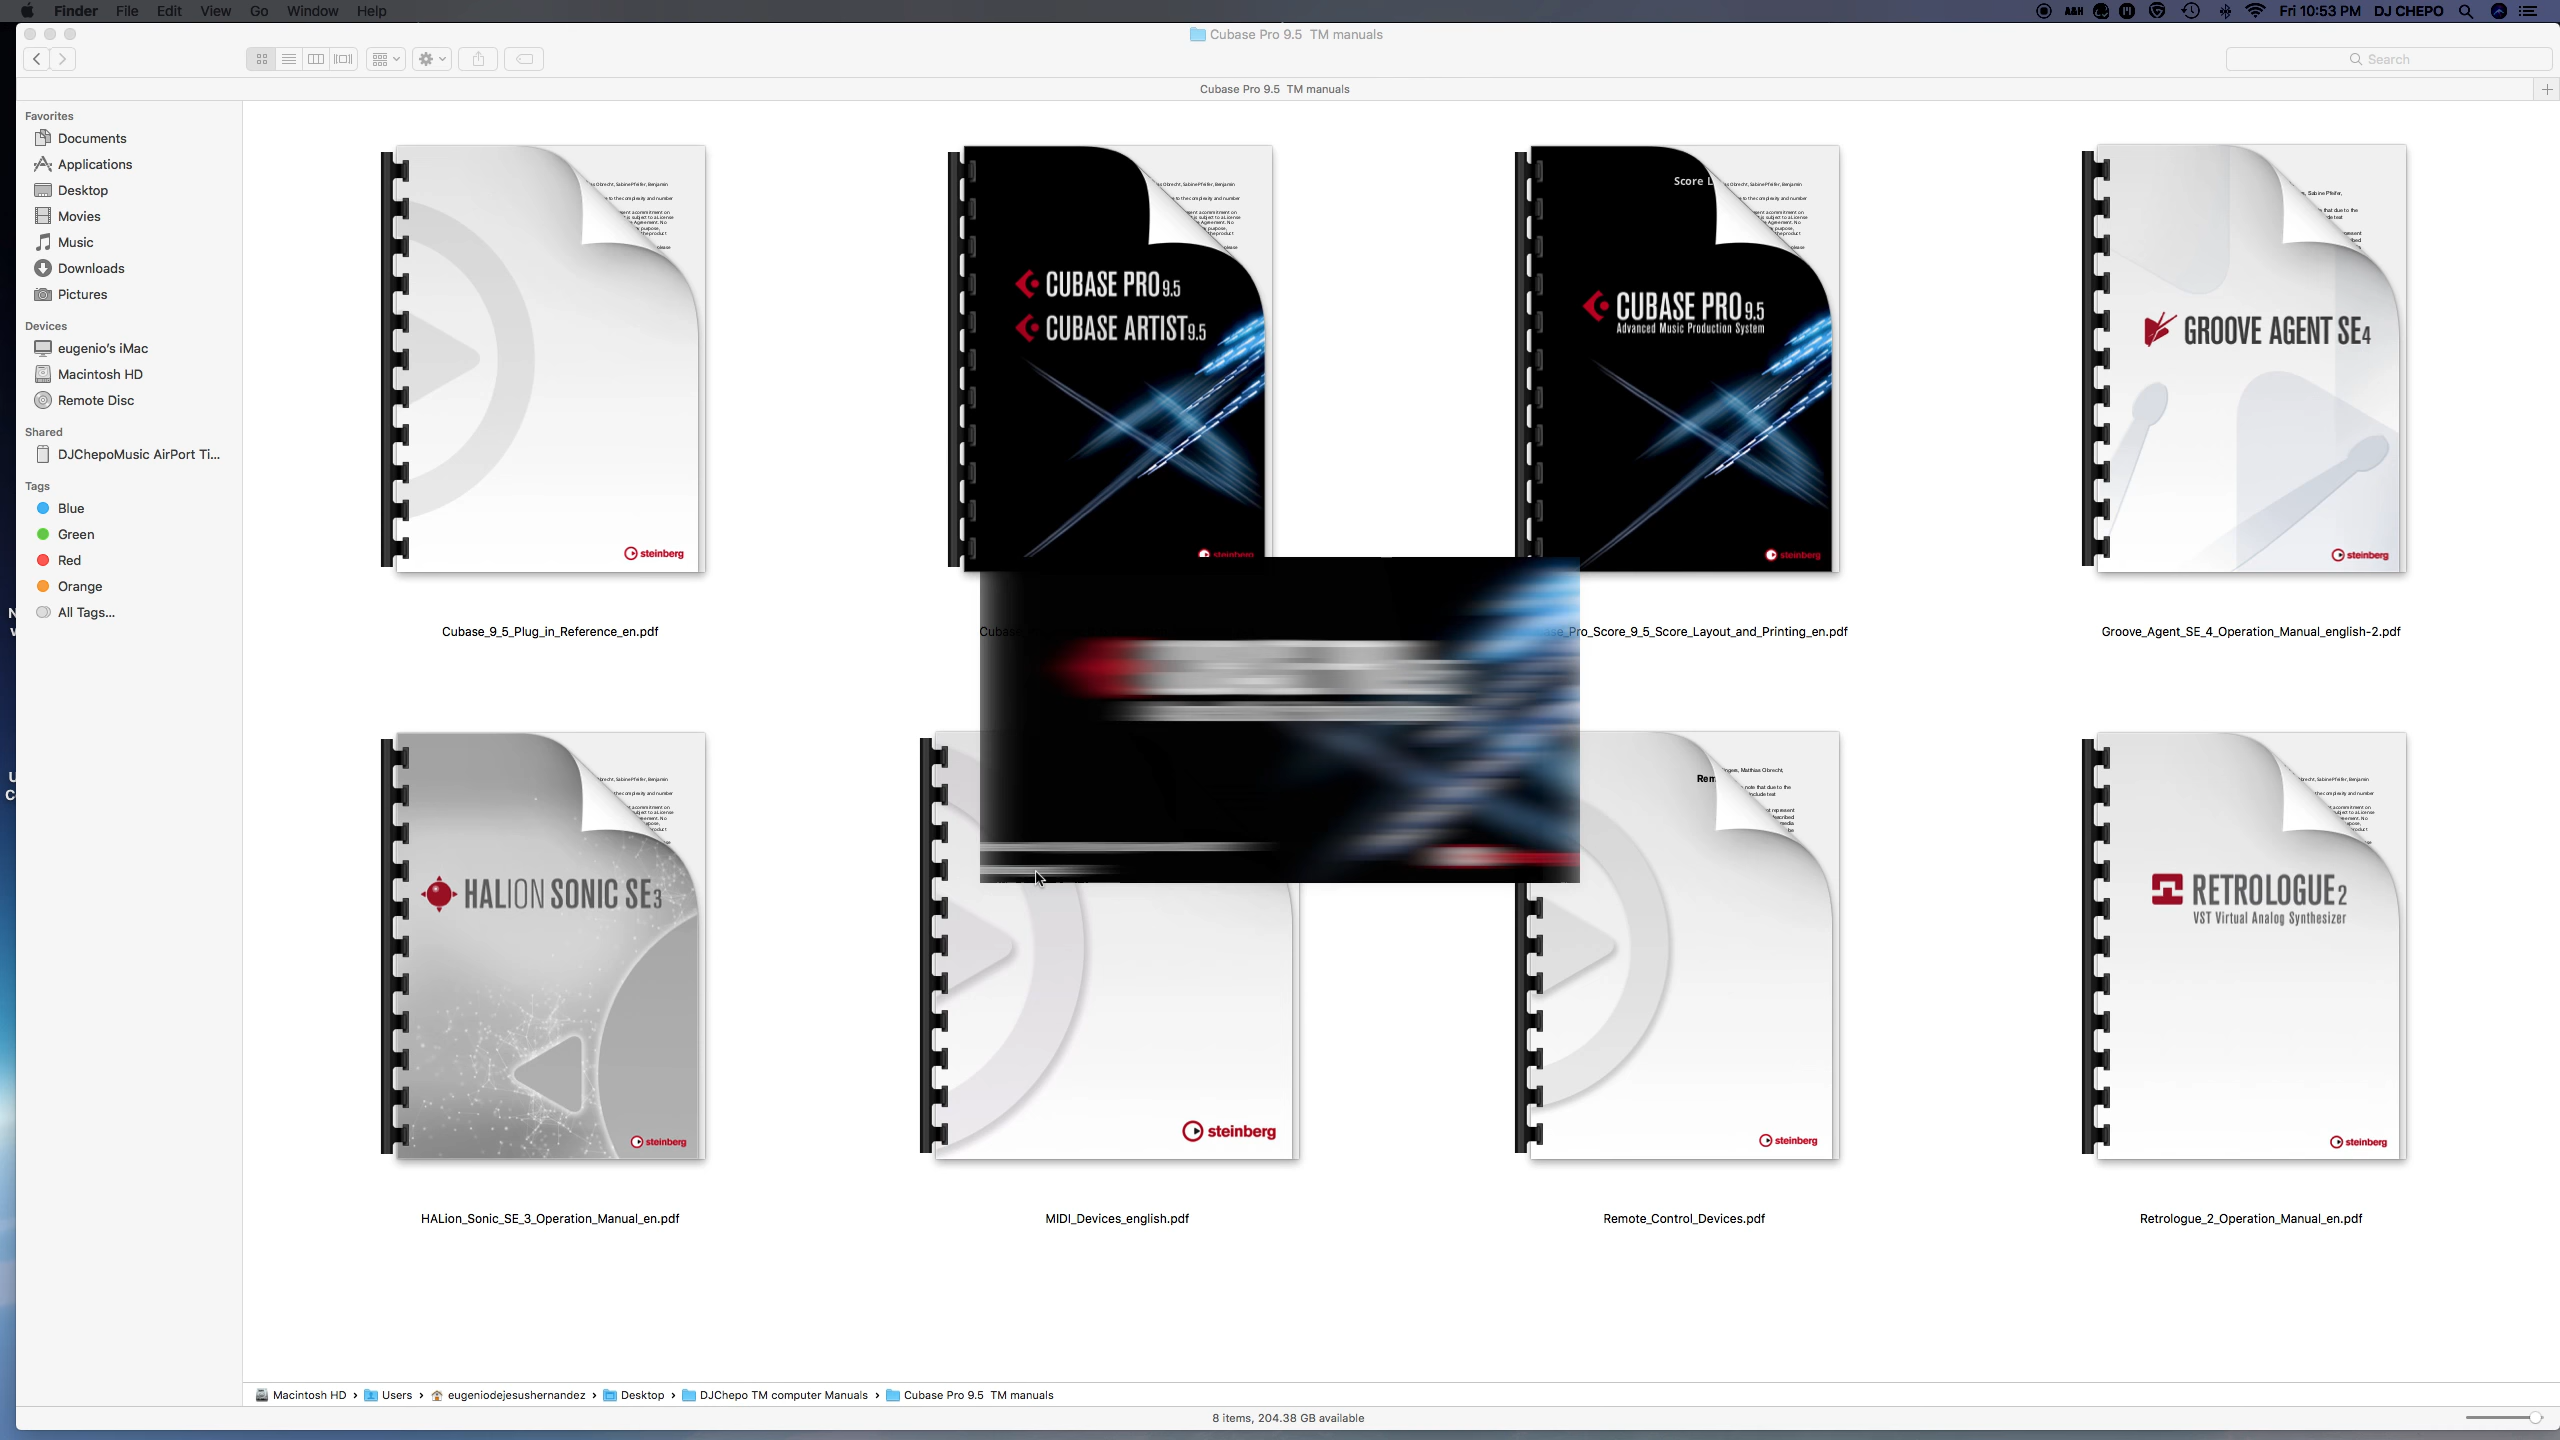 Finder File Edit View Go Window Help
A&H
Fri 10:53 PM DJ CHEPO
Cubase Pro 9.5 TM manuals
Search
Cubase Pro 9.5 TM manuals
Favorites
Documents
Applications
Desktop
Movies
Music
Downloads
Pictures
Devices
eugenio's iMac
Macintosh HD
Remote Disc
Shared
DJChepoMusic AirPort Ti...
Tags
Blue
Green
Red
Orange
All Tags...
steinberg
Cubase_9_5_Plug_in_Reference_en.pdf
CUBASE PRO 9.5
CUBASE ARTIST 9.5
steinberg
Score L
CUBASE PRO 9.5
Advanced Music Production System
steinberg
se_Pro_Score_9_5_Score_Layout_and_Printing_en.pdf
GROOVE AGENT SE4
steinberg
Groove_Agent_SE_4_Operation_Manual_english-2.pdf
HALION SONIC SE3
steinberg
HALion_Sonic_SE_3_Operation_Manual_en.pdf
steinberg
MIDI_Devices_english.pdf
Rem
steinberg
Remote_Control_Devices.pdf
RETROLOGUE 2
VST Virtual Analog Synthesizer
steinberg
Retrologue_2_Operation_Manual_en.pdf
Macintosh HD › Users › eugeniodejesushernandez › Desktop › DJChepo TM computer Manuals › Cubase Pro 9.5 TM manuals
8 items, 204.38 GB available